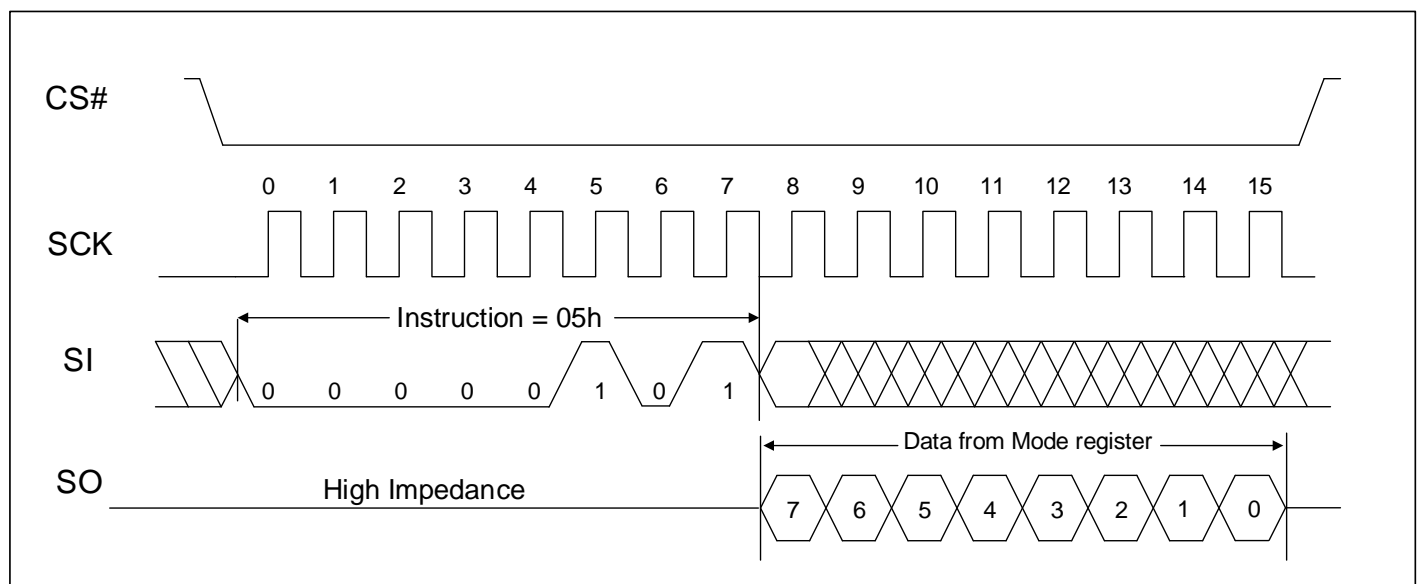 CS#
0 1 2 3 4 5 6 7 8 9 10 11 12 13 14 15
SCK
Instruction = 05h
SI
0 0 0 0 0 1 0 1
Data from Mode register
SO
High Impedance
7 6 5 4 3 2 1 0